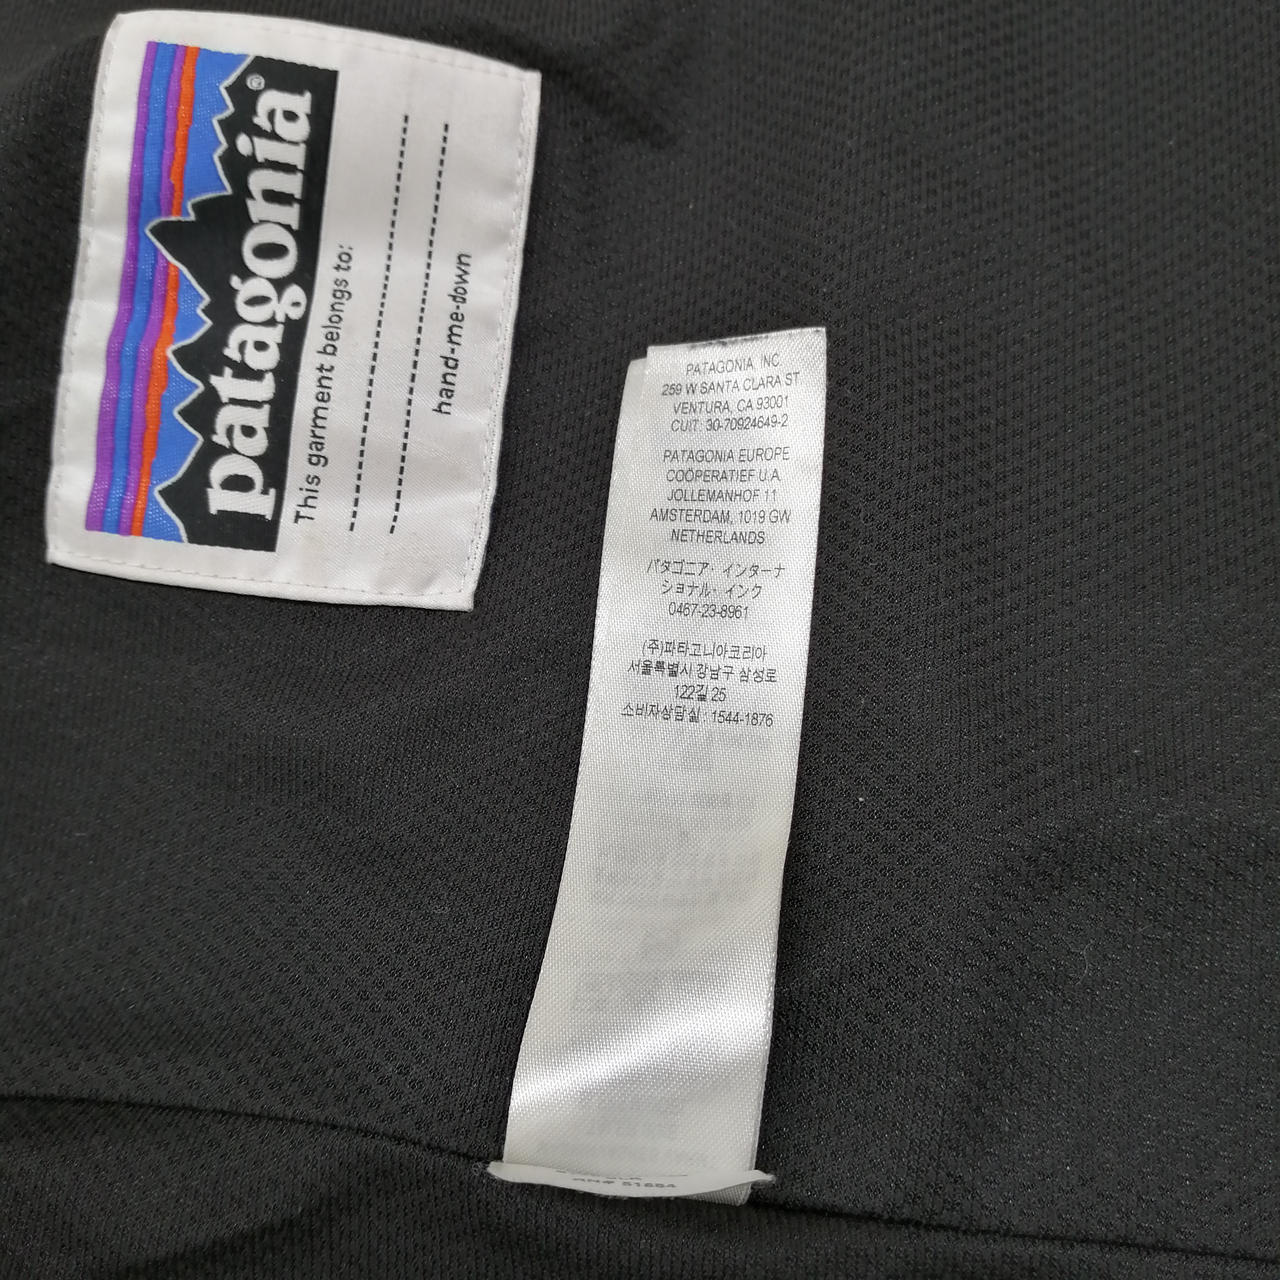 patagonia®
This garment belongs to:
hand-me-down
PATAGONIA, INC.
259 W SANTA CLARA ST.
VENTURA, CA 93001
CUIT: 30-70924649-2
PATAGONIA EUROPE
COÖPERATIEF U.A.
JOLLEMANHOF 11
AMSTERDAM, 1019 GW
NETHERLANDS
パタゴニア・インターナ
ショナル・インク
0467-23-8961
(주)파타고니아코리아
서울특별시 강남구 삼성로
122길 25
소비자상담실 : 1544-1876
RN# 51884